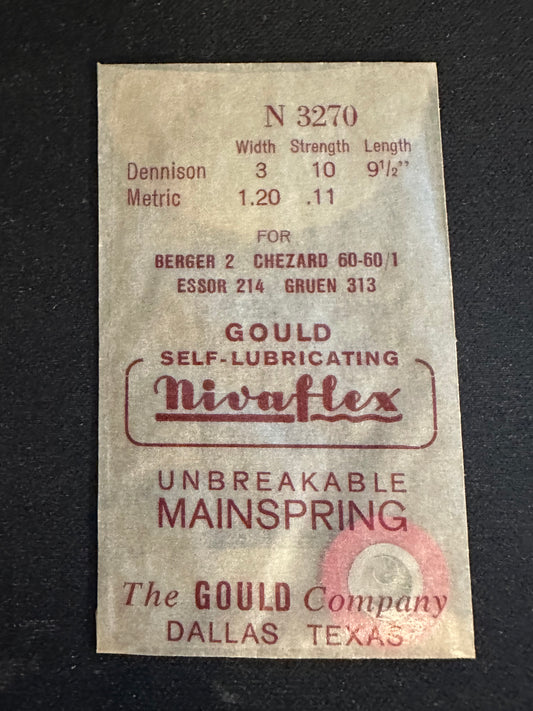 N 3270
Width Strength Length
Dennison 3 10 9 1/2"
Metric 1.20 .11
FOR
BERGER 2 CHEZARD 60-60/1
ESSOR 214 GRUEN 313
GOULD
SELF-LUBRICATING
Nivaflex
UNBREAKABLE
MAINSPRING
The GOULD Company
DALLAS TEXAS